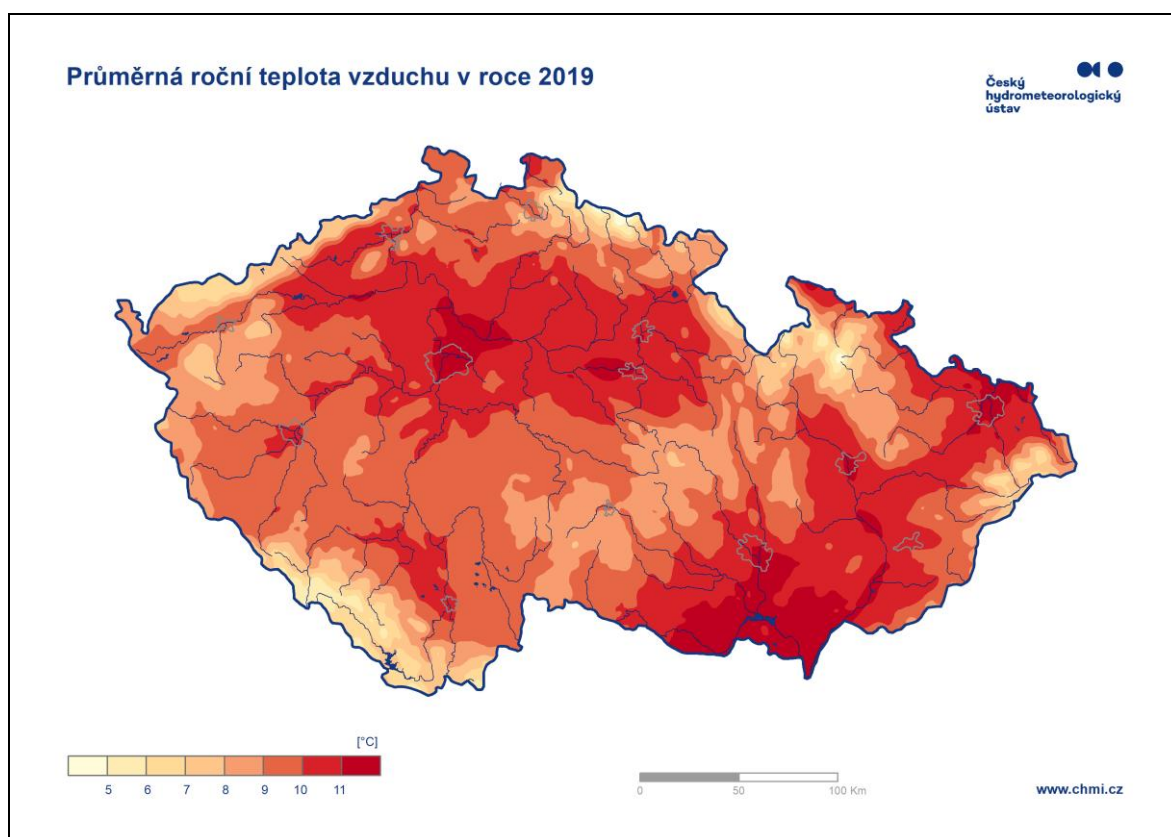 Průměrná roční teplota vzduchu v roce 2019
Český
hydrometeorologický
ústav
[°C]
5 6 7 8 9 10 11
0 50 100 Km
www.chmi.cz